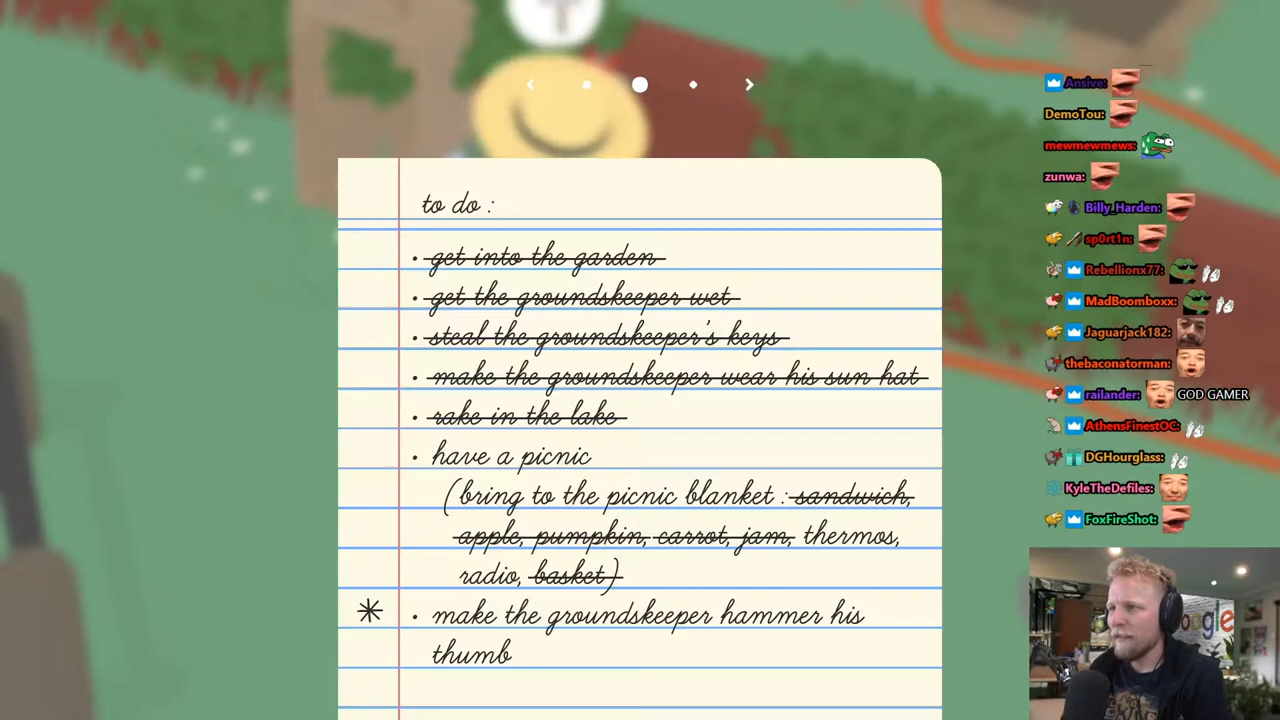 to do :
• get into the garden
• get the groundskeeper wet
• steal the groundskeeper's keys
• make the groundskeeper wear his sun hat
• rake in the lake
• have a picnic
(bring to the picnic blanket : sandwich,
apple, pumpkin, carrot, jam, thermos,
radio, basket)
* • make the groundskeeper hammer his
thumb
Ansive:
DemoTou:
mewmewmews:
zunwa:
Billy_Harden:
sp0rt1n:
Rebellionx77:
MadBoomboxx:
Jaguarjack182:
thebaconatorman:
railander: GOD GAMER
AthensFinestOC:
DGHourglass:
KyleTheDefiles:
FoxFireShot: